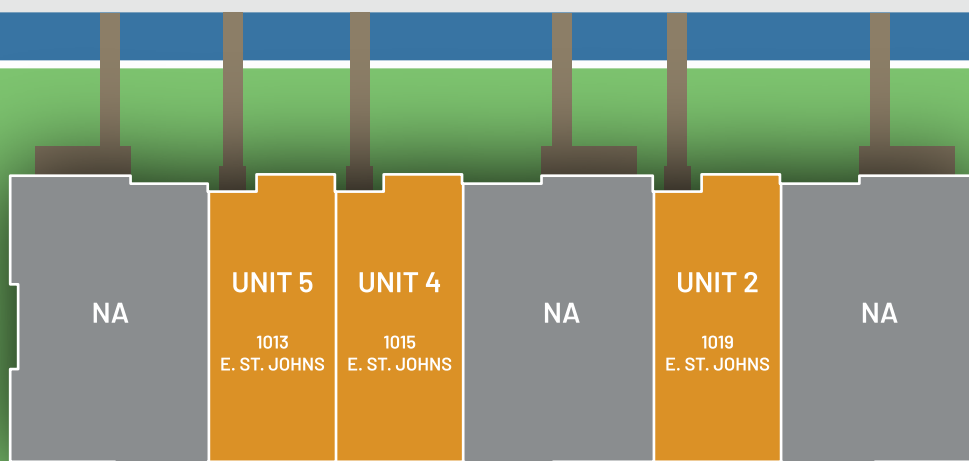 NA
UNIT 5
1013
E. ST. JOHNS
UNIT 4
1015
E. ST. JOHNS
NA
UNIT 2
1019
E. ST. JOHNS
NA